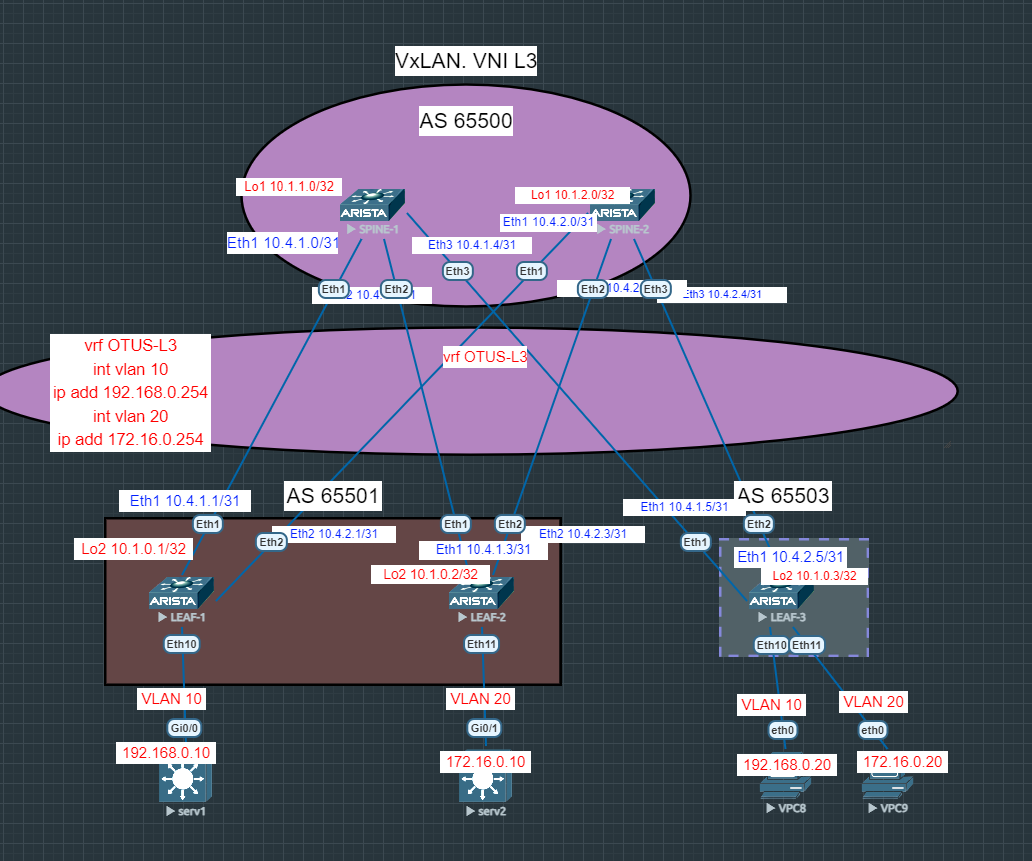 VxLAN. VNI L3
AS 65500
Lo1 10.1.1.0/32
Lo1 10.1.2.0/32
ARISTA
SPINE-1
ARISTA
SPINE-2
Eth1 10.4.2.0/31
Eth1 10.4.1.0/31
Eth3 10.4.1.4/31
Eth3
Eth1
Eth1
Eth2
Eth2
10.4.2
Eth3
Eth3 10.4.2.4/31
vrf OTUS-L3
int vlan 10
ip add 192.168.0.254
int vlan 20
ip add 172.16.0.254
vrf OTUS-L3
AS 65501
AS 65503
Eth1 10.4.1.1/31
Eth1 10.4.1.5/31
Eth1
Eth2
Eth2 10.4.2.1/31
Eth1
Eth2
Eth2 10.4.2.3/31
Eth1
Eth2
Lo2 10.1.0.1/32
Eth1 10.4.1.3/31
Eth1 10.4.2.5/31
Lo2 10.1.0.2/32
Lo2 10.1.0.3/32
ARISTA
LEAF-1
ARISTA
LEAF-2
ARISTA
LEAF-3
Eth10
Eth11
Eth10
Eth11
VLAN 10
VLAN 20
VLAN 10
VLAN 20
Gi0/0
Gi0/1
eth0
eth0
192.168.0.10
172.16.0.10
192.168.0.20
172.16.0.20
serv1
serv2
VPC8
VPC9